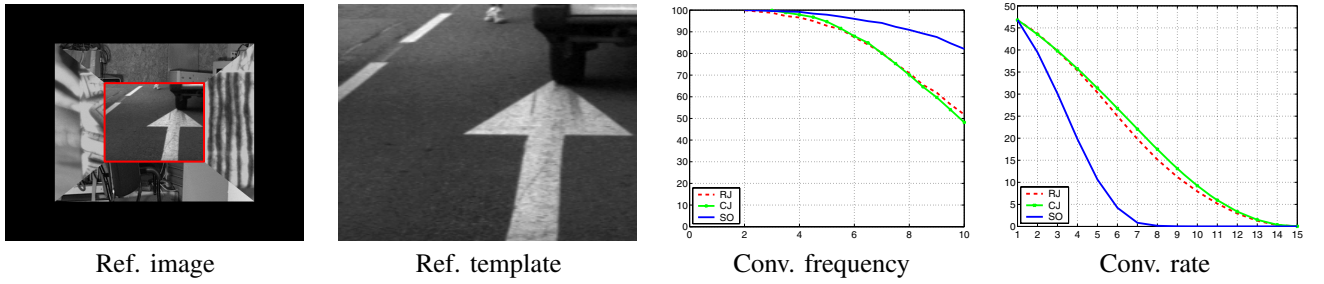 100
90
80
70
60
50
40
30
20
10
0
RJ
CJ
SO
0 2 4 6 8 10
50
45
40
35
30
25
20
15
10
5
0
RJ
CJ
SO
1 2 3 4 5 6 7 8 9 10 11 12 13 14 15
Ref. image
Ref. template
Conv. frequency
Conv. rate